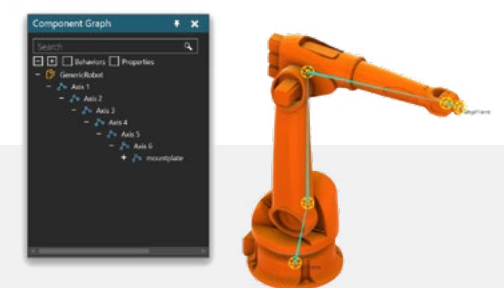 Component Graph
Search
Behaviors Properties
GenericRobot
Axis 1
Axis 2
Axis 3
Axis 4
Axis 5
Axis 6
mountplate